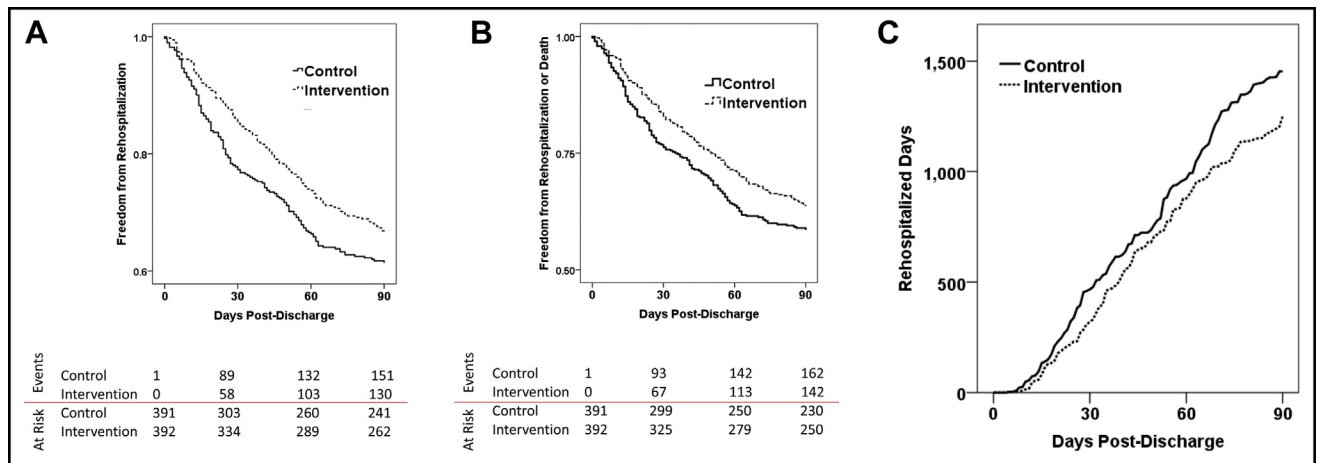 A
1.0
0.8
0.6
Freedom from Rehospitalization
Control
Intervention
0 30 60 90
Days Post-Discharge
Events
Control 1 89 132 151
Intervention 0 58 103 130
At Risk
Control 391 303 260 241
Intervention 392 334 289 262
B
1.00
0.75
0.50
Freedom from Rehospitalization or Death
Control
Intervention
0 30 60 90
Days Post-Discharge
Events
Control 1 93 142 162
Intervention 0 67 113 142
At Risk
Control 391 299 250 230
Intervention 392 325 279 250
C
1,500
1,000
500
0
Rehospitalized Days
Control
Intervention
0 30 60 90
Days Post-Discharge